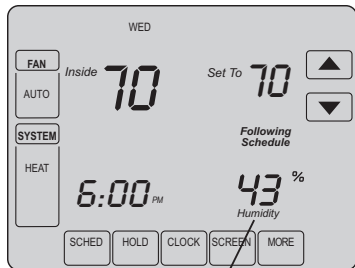 WED
FAN
AUTO
Inside 70
Set To 70
SYSTEM
HEAT
Following
Schedule
6:00 PM
43 %
Humidity
SCHED HOLD CLOCK SCREEN MORE